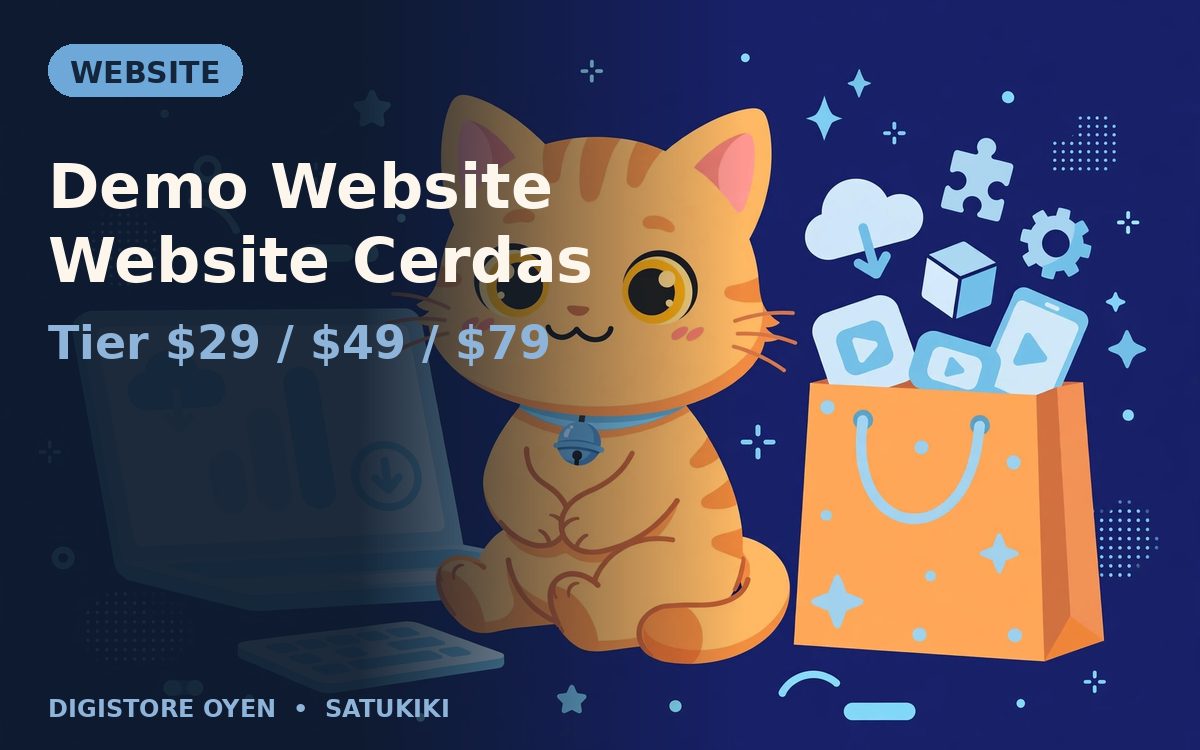 WEBSITE
Demo Website
Website Cerdas
Tier $29 / $49 / $79
DIGISTORE OYEN • SATUKIKI